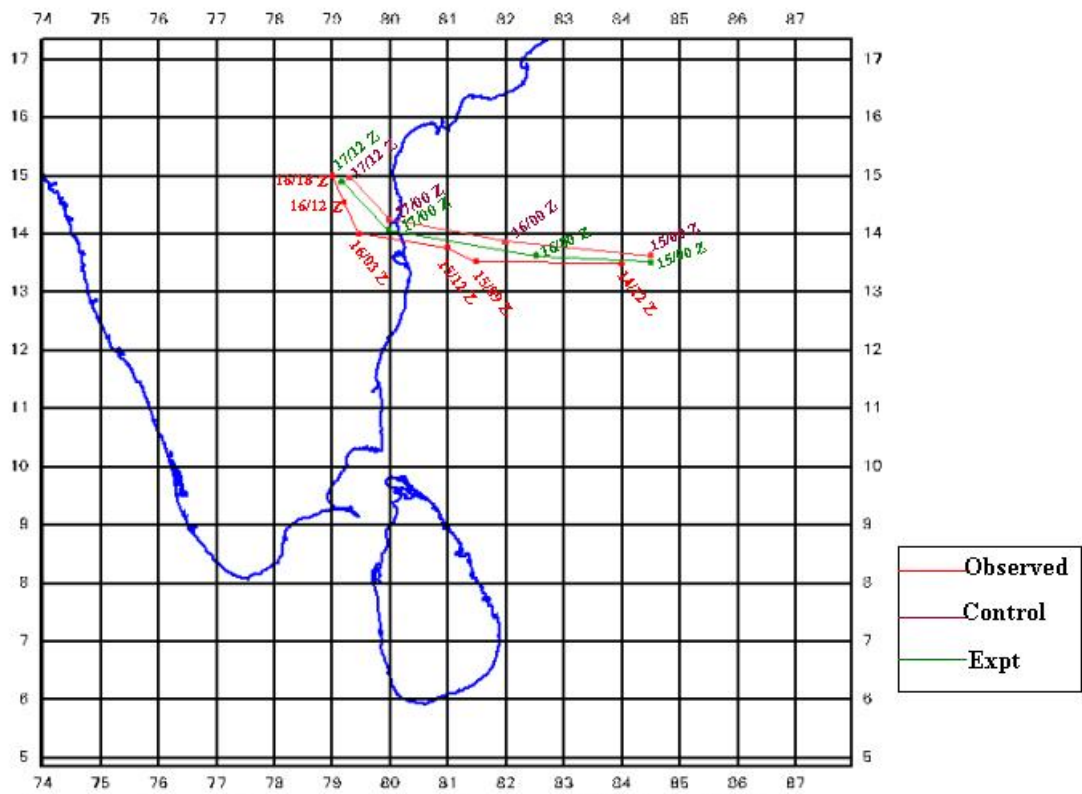 74 75 76 77 78 79 80 81 82 83 84 85 86 87
17 17
16 16
15 15
14 14
13 13
12 12
11 11
10 10
9 9
8 8
7 7
6 6
5 5
74 75 76 77 78 79 80 81 82 83 84 85 86 87
17/12 Z
17/12 Z
16/18 Z
16/12 Z
16/03 Z
17/00 Z
17/00 Z
15/12 Z
15/09 Z
16/00 Z
16/00 Z
15/00 Z
15/00 Z
Observed
Control
Expt